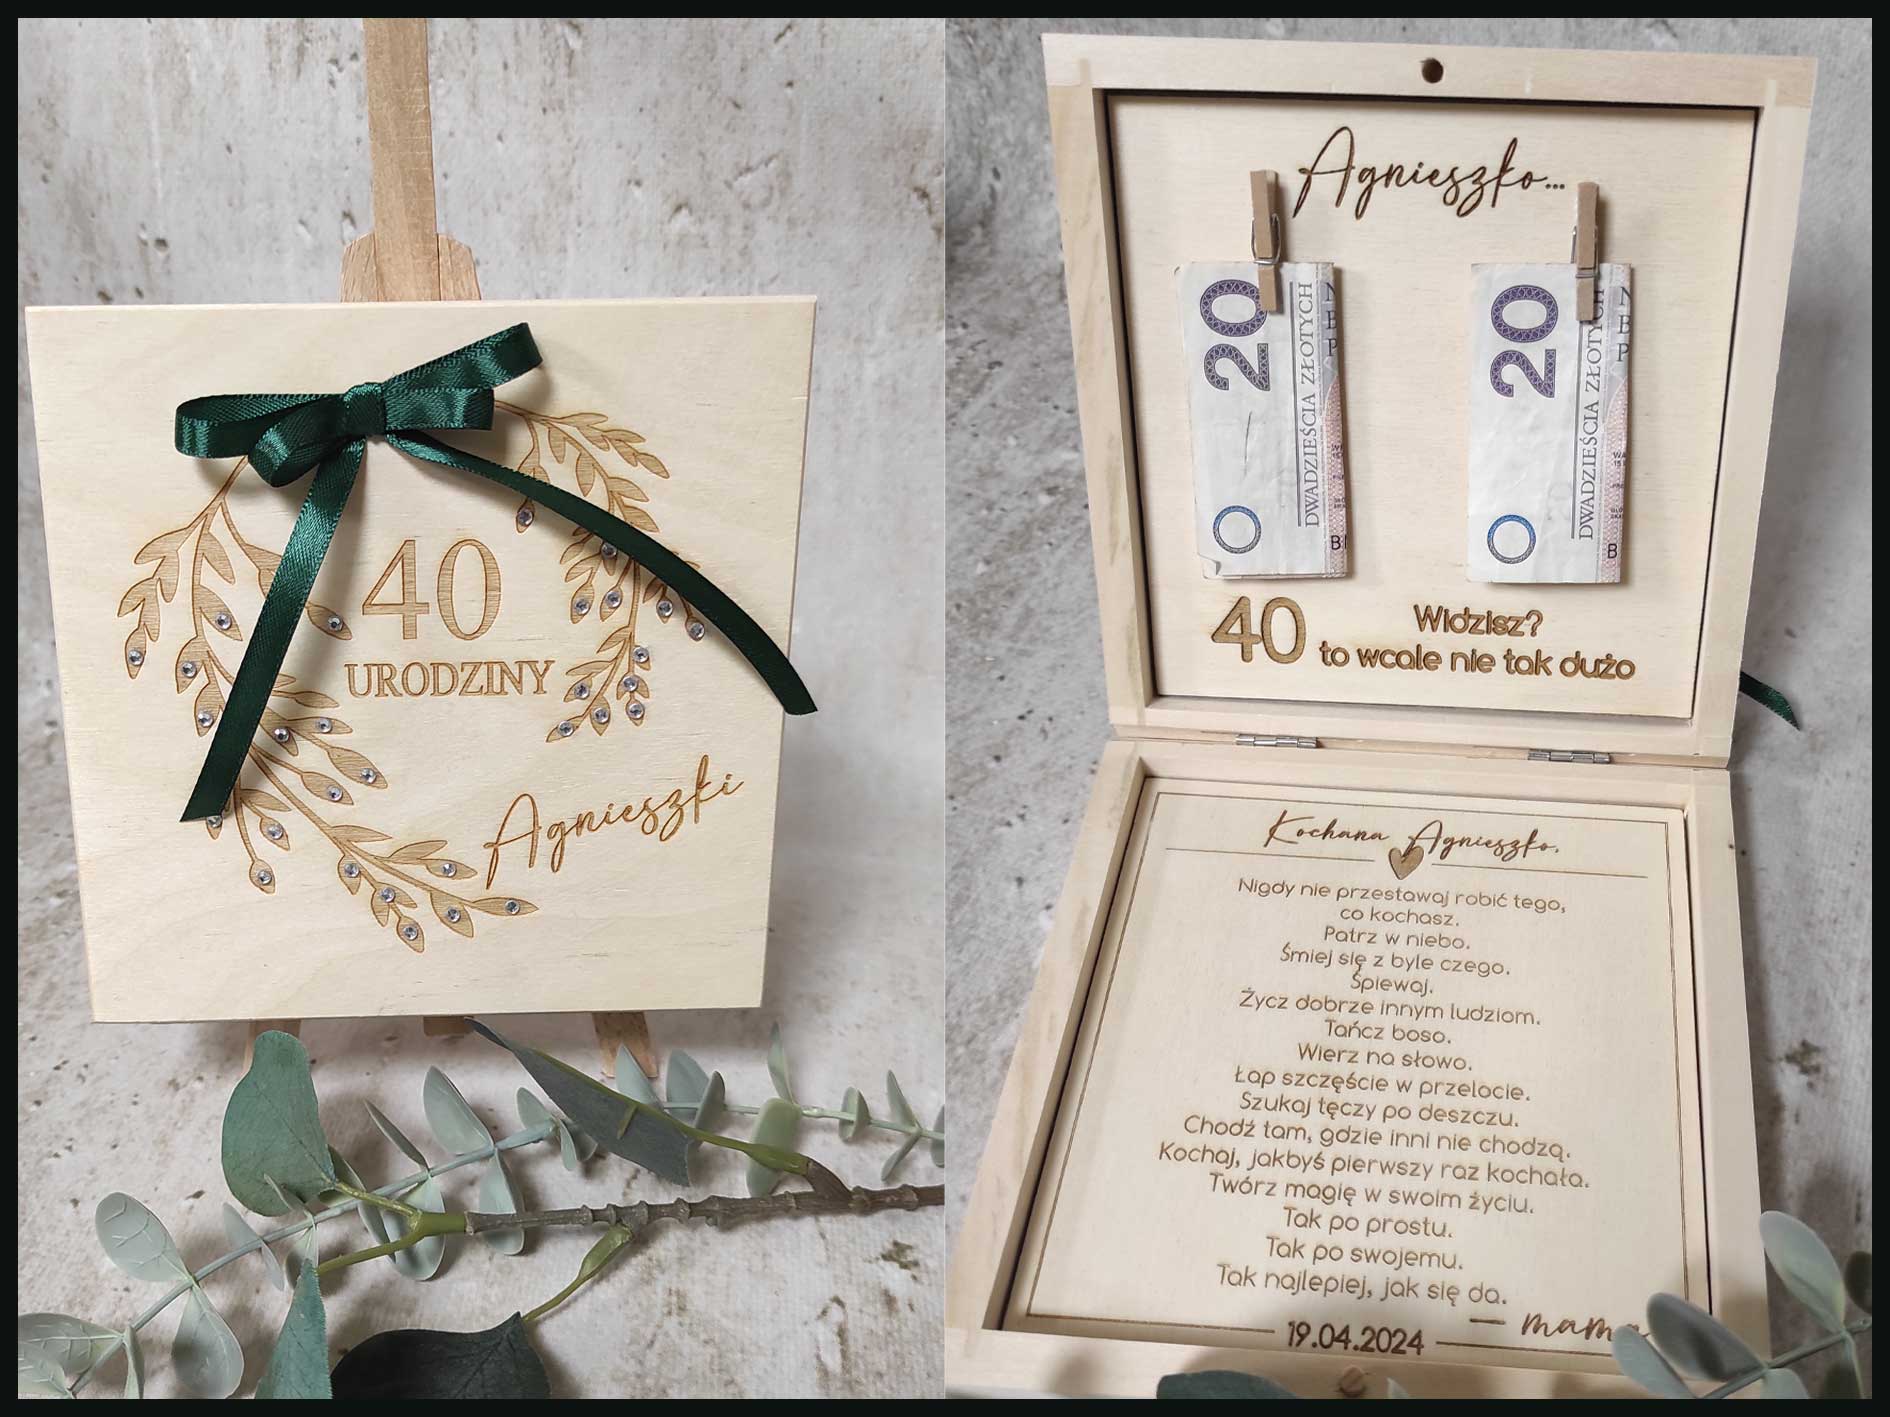 40
URODZINY
Agnieszki
Agnieszko...
20
DWADZIEŚCIA ZŁOTYCH
NBP
20
DWADZIEŚCIA ZŁOTYCH
NBP
40
Widzisz?
to wcale nie tak dużo
Kochana Agnieszko,
Nigdy nie przestawaj robić tego,
co kochasz.
Patrz w niebo.
Śmiej się z byle czego.
Śpiewaj.
Życz dobrze innym ludziom.
Tańcz boso.
Wierz na słowo.
Łap szczęście w przelocie.
Szukaj tęczy po deszczu.
Chodź tam, gdzie inni nie chodzą.
Kochaj, jakbyś pierwszy raz kochała.
Twórz magię w swoim życiu.
Tak po prostu.
Tak po swojemu.
Tak najlepiej, jak się da.
— mama
19.04.2024